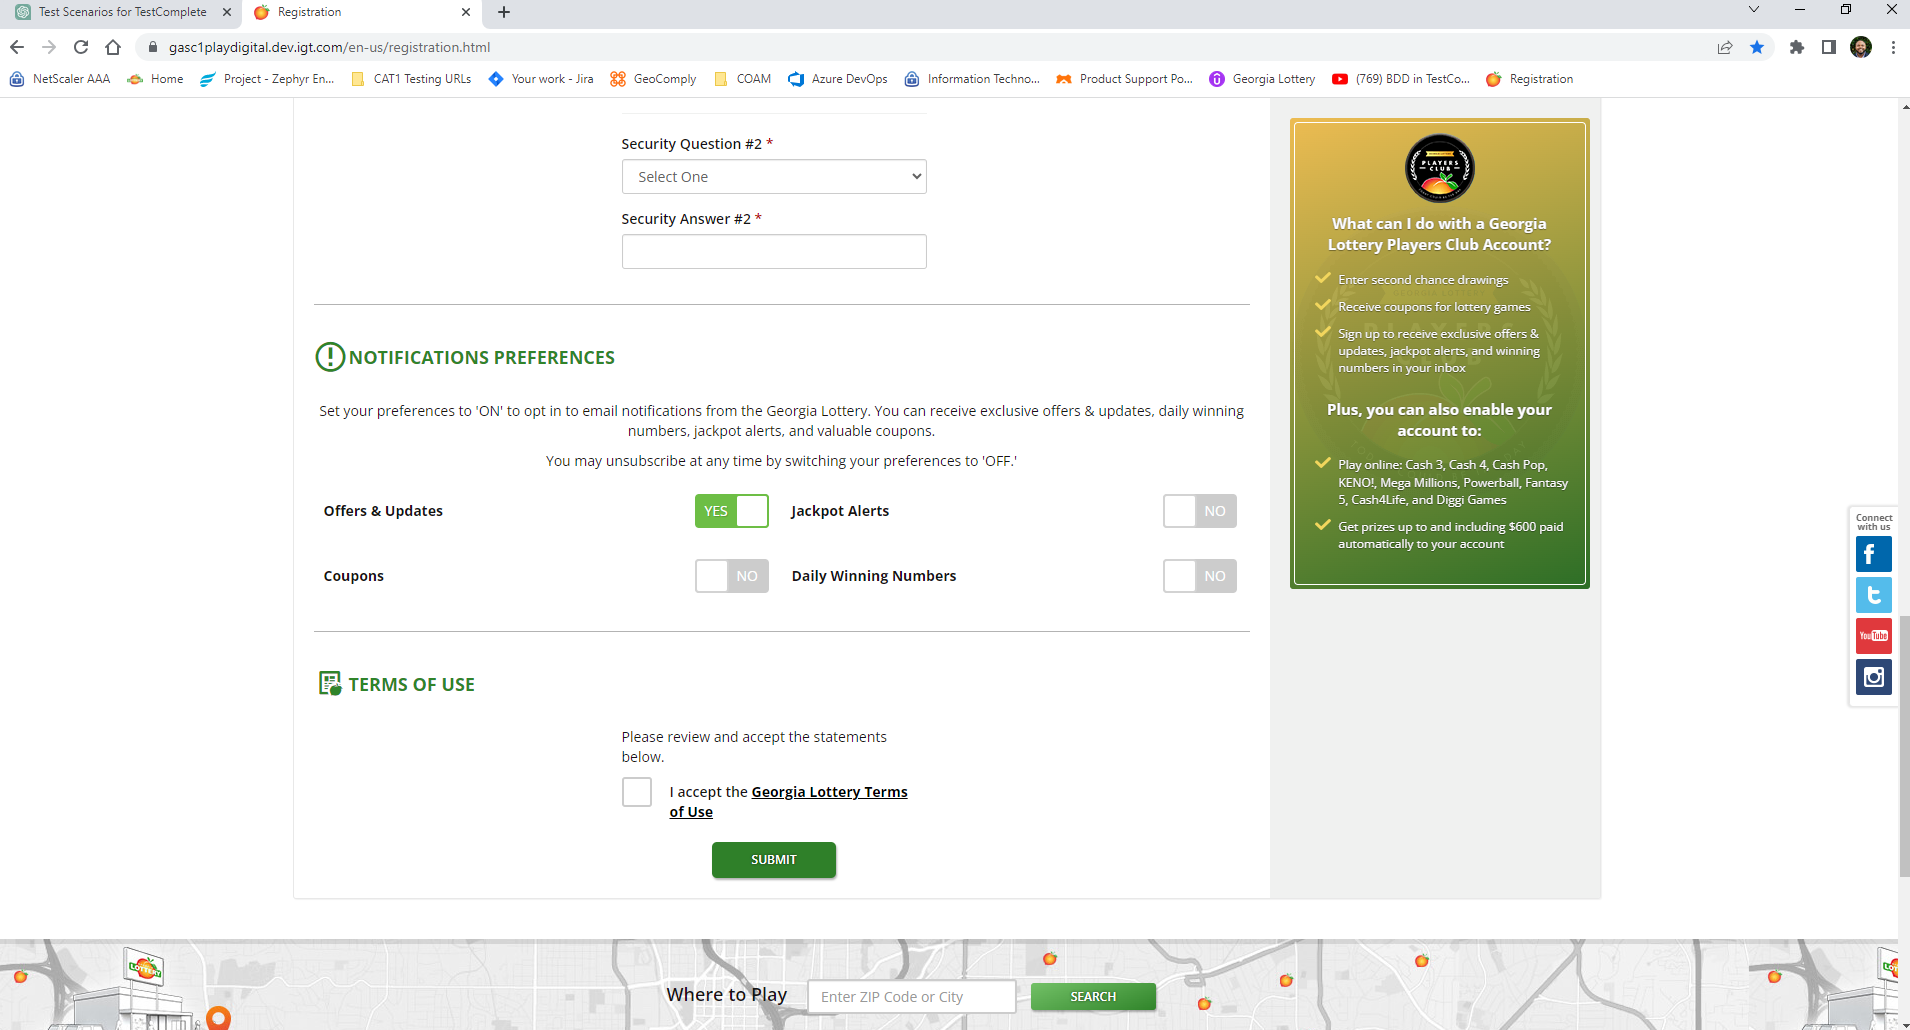 Test Scenarios for TestComplete
Registration
gasc1playdigital.dev.igt.com/en-us/registration.html
NetScaler AAA
Home
Project - Zephyr En...
CAT1 Testing URLs
Your work - Jira
GeoComply
COAM
Azure DevOps
Information Techno...
Product Support Po...
Georgia Lottery
(769) BDD in TestCo...
Registration
Security Question #2 *
Select One
Security Answer #2 *
NOTIFICATIONS PREFERENCES
Set your preferences to 'ON' to opt in to email notifications from the Georgia Lottery. You can receive exclusive offers & updates, daily winning
numbers, jackpot alerts, and valuable coupons.
You may unsubscribe at any time by switching your preferences to 'OFF.'
Offers & Updates
YES
Jackpot Alerts
NO
Coupons
NO
Daily Winning Numbers
NO
TERMS OF USE
Please review and accept the statements
below.
I accept the Georgia Lottery Terms
of Use
SUBMIT
PLAYERS
CLUB
What can I do with a Georgia
Lottery Players Club Account?
Enter second chance drawings
Receive coupons for lottery games
Sign up to receive exclusive offers &
updates, jackpot alerts, and winning
numbers in your inbox
Plus, you can also enable your
account to:
Play online: Cash 3, Cash 4, Cash Pop,
KENO!, Mega Millions, Powerball, Fantasy
5, Cash4Life, and Diggi Games
Get prizes up to and including $600 paid
automatically to your account
Connect
with us
YouTube
LOTTERY
Where to Play
Enter ZIP Code or City
SEARCH